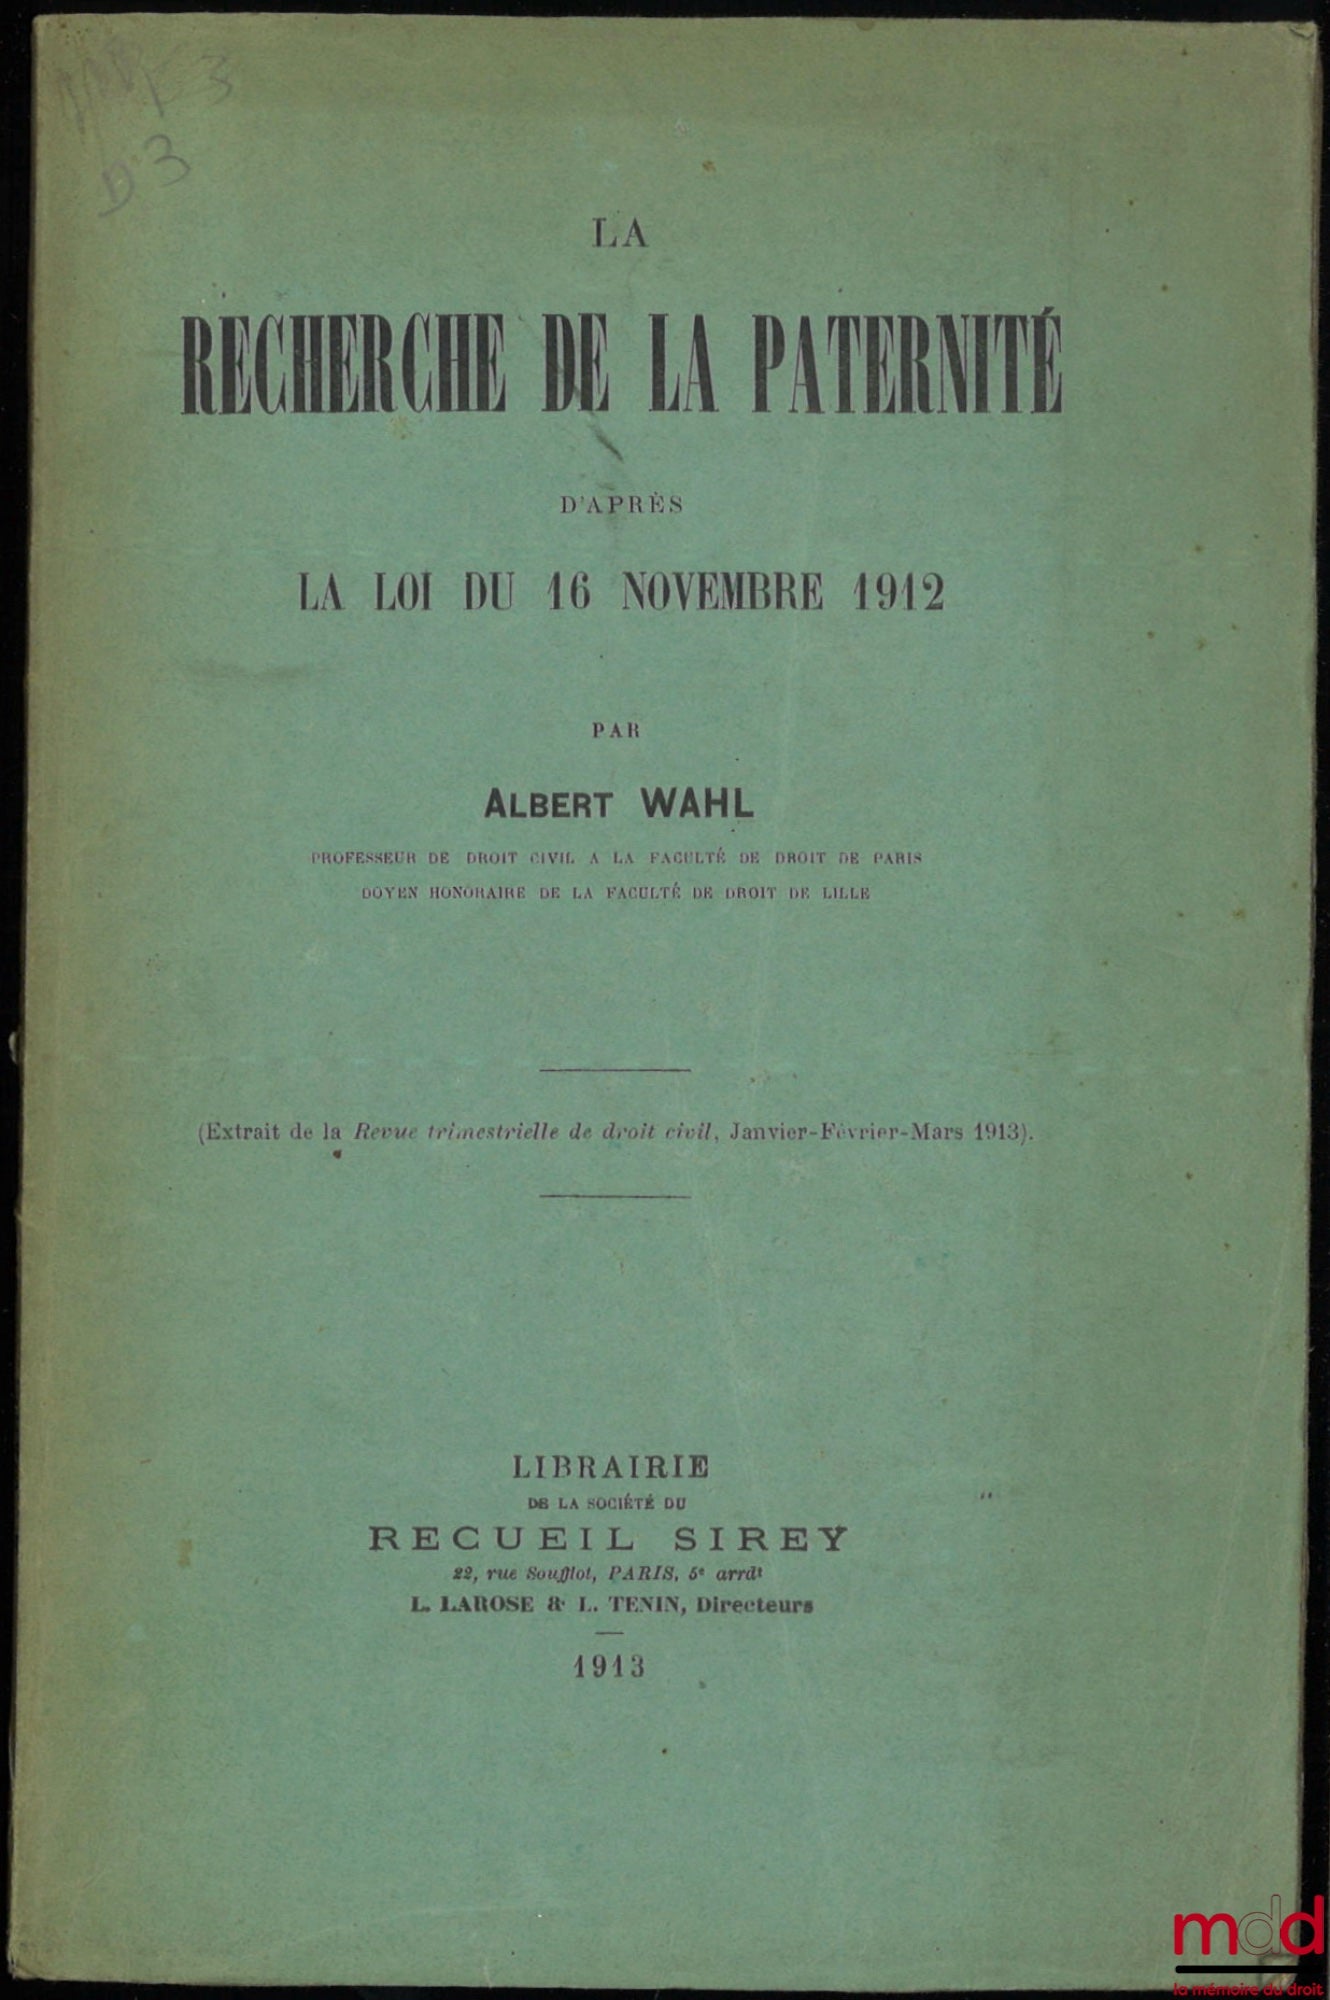 D 3
LA
RECHERCHE DE LA PATERNITÉ
D'APRÈS
LA LOI DU 16 NOVEMBRE 1912
PAR
ALBERT WAHL
PROFESSEUR DE DROIT CIVIL A LA FACULTÉ DE DROIT DE PARIS
DOYEN HONORAIRE DE LA FACULTÉ DE DROIT DE LILLE
(Extrait de la Revue trimestrielle de droit civil, Janvier-Février-Mars 1913).
LIBRAIRIE
DE LA SOCIÉTÉ DU
RECUEIL SIREY
22, rue Soufflot, PARIS, 5e arrdt
L. LAROSE & L. TENIN, Directeurs
1913
mdd
la mémoire du droit